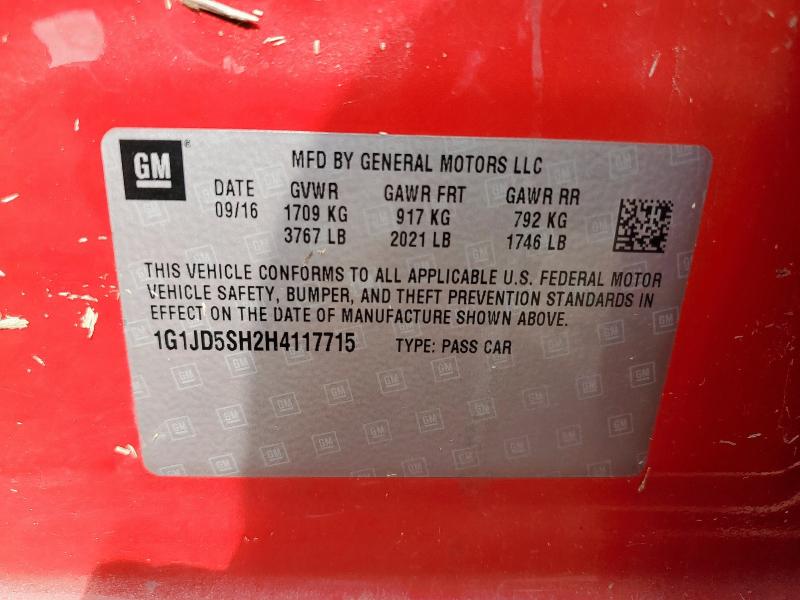 GM ®
MFD BY GENERAL MOTORS LLC
DATE GVWR GAWR FRT GAWR RR
09/16 1709 KG 917 KG 792 KG
3767 LB 2021 LB 1746 LB
THIS VEHICLE CONFORMS TO ALL APPLICABLE U.S. FEDERAL MOTOR
VEHICLE SAFETY, BUMPER, AND THEFT PREVENTION STANDARDS IN
EFFECT ON THE DATE OF MANUFACTURE SHOWN ABOVE.
1G1JD5SH2H4117715 TYPE: PASS CAR